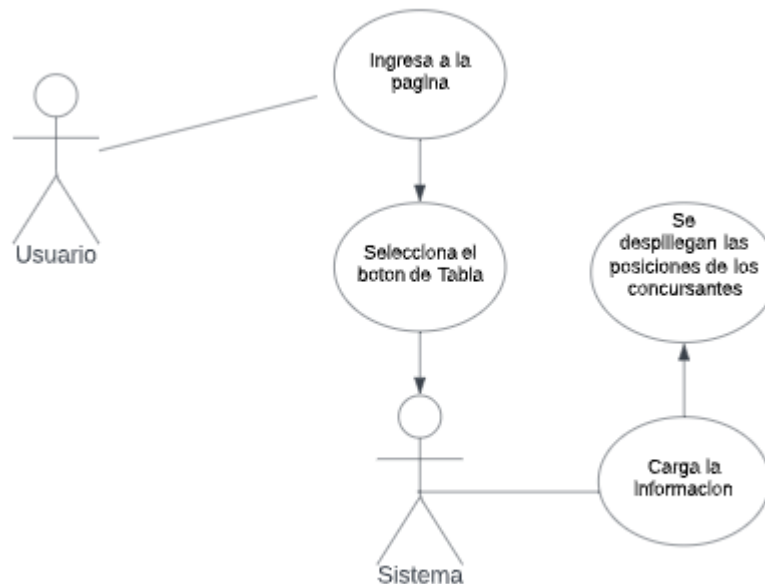 Ingresa a la
pagina
Usuario
Selecciona el
boton de Tabla
Se
despillegan las
posiciones de los
concursantes
Carga la
Informacion
Sistema